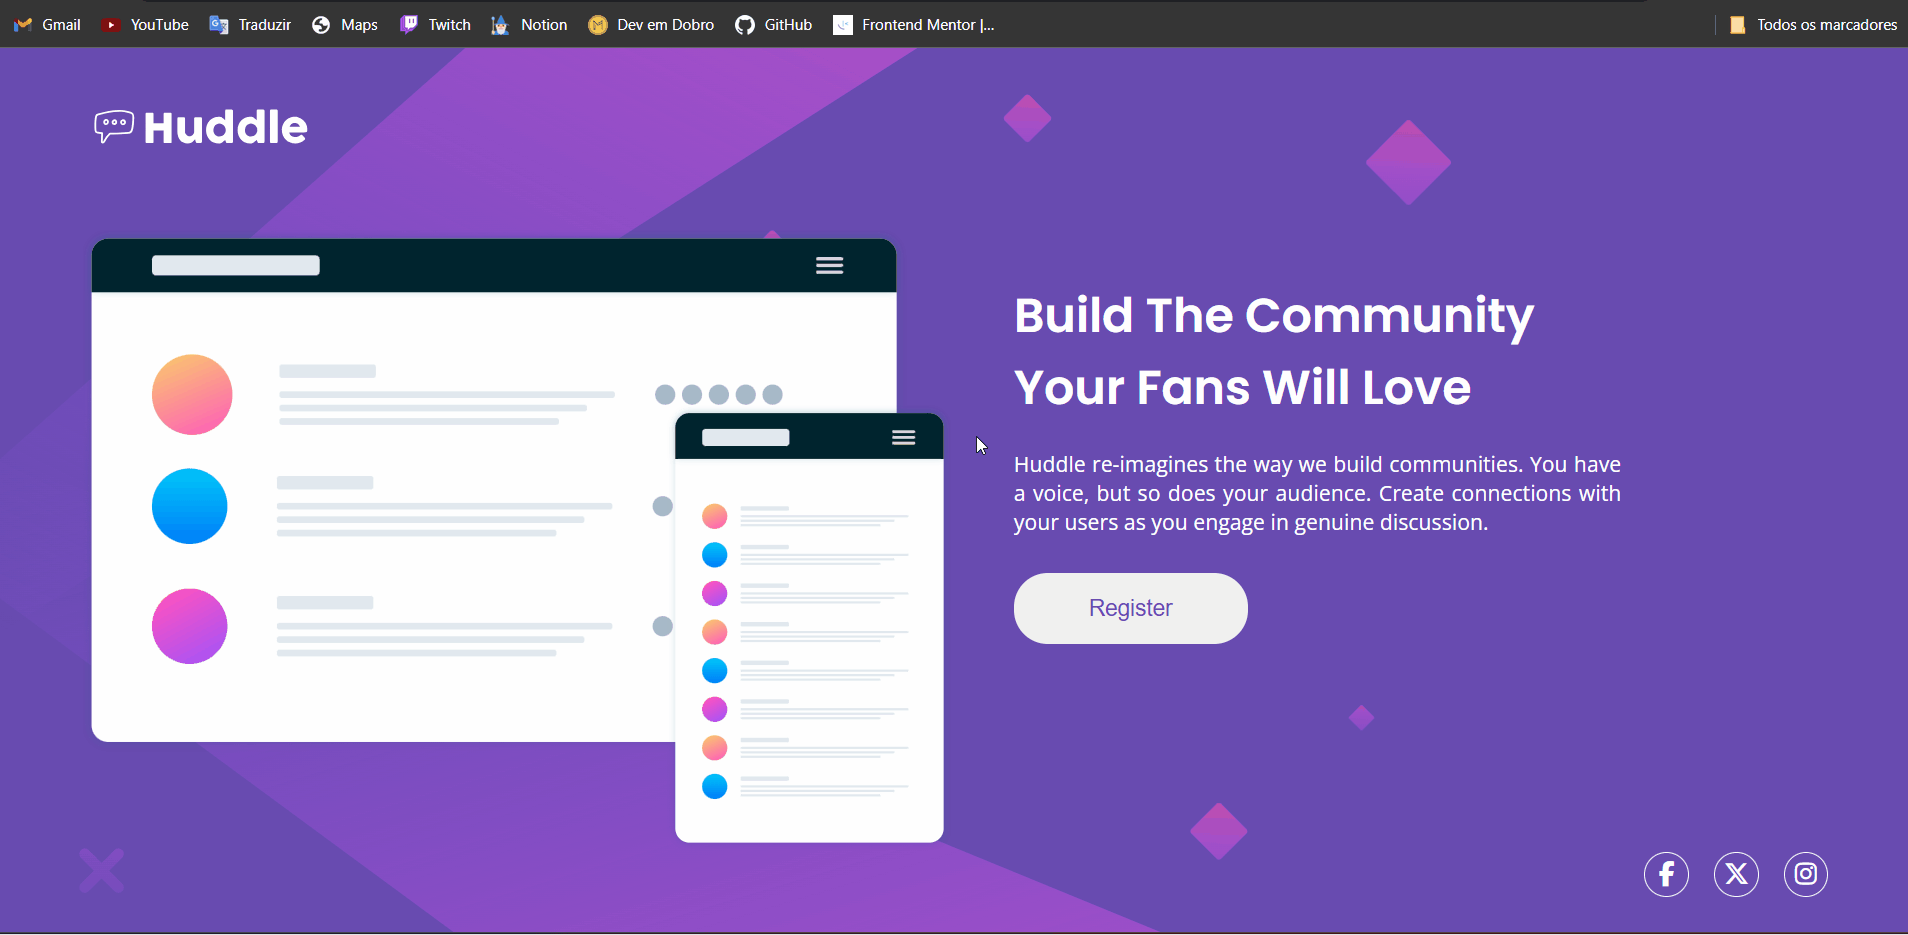 Gmail YouTube Traduzir Maps Twitch Notion Dev em Dobro GitHub Frontend Mentor |... Todos os marcadores
Huddle
Build The Community
Your Fans Will Love
Huddle re-imagines the way we build communities. You have
a voice, but so does your audience. Create connections with
your users as you engage in genuine discussion.
Register